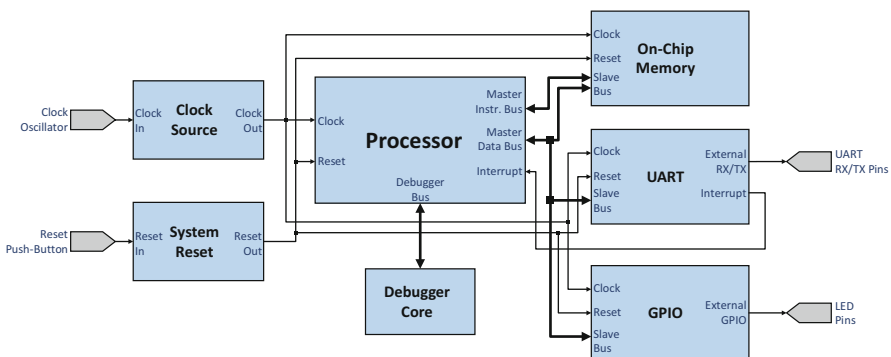 Clock
Oscillator
Clock
In
Clock
Source
Clock
Out
Reset
Push-Button
Reset
In
System
Reset
Reset
Out
Clock
Reset
Processor
Master
Instr. Bus
Master
Data Bus
Interrupt
Debugger
Bus
Debugger
Core
Clock
Reset
Slave
Bus
On-Chip
Memory
Clock
Reset
Slave
Bus
UART
External
RX/TX
Interrupt
UART
RX/TX Pins
Clock
Reset
Slave
Bus
GPIO
External
GPIO
LED
Pins